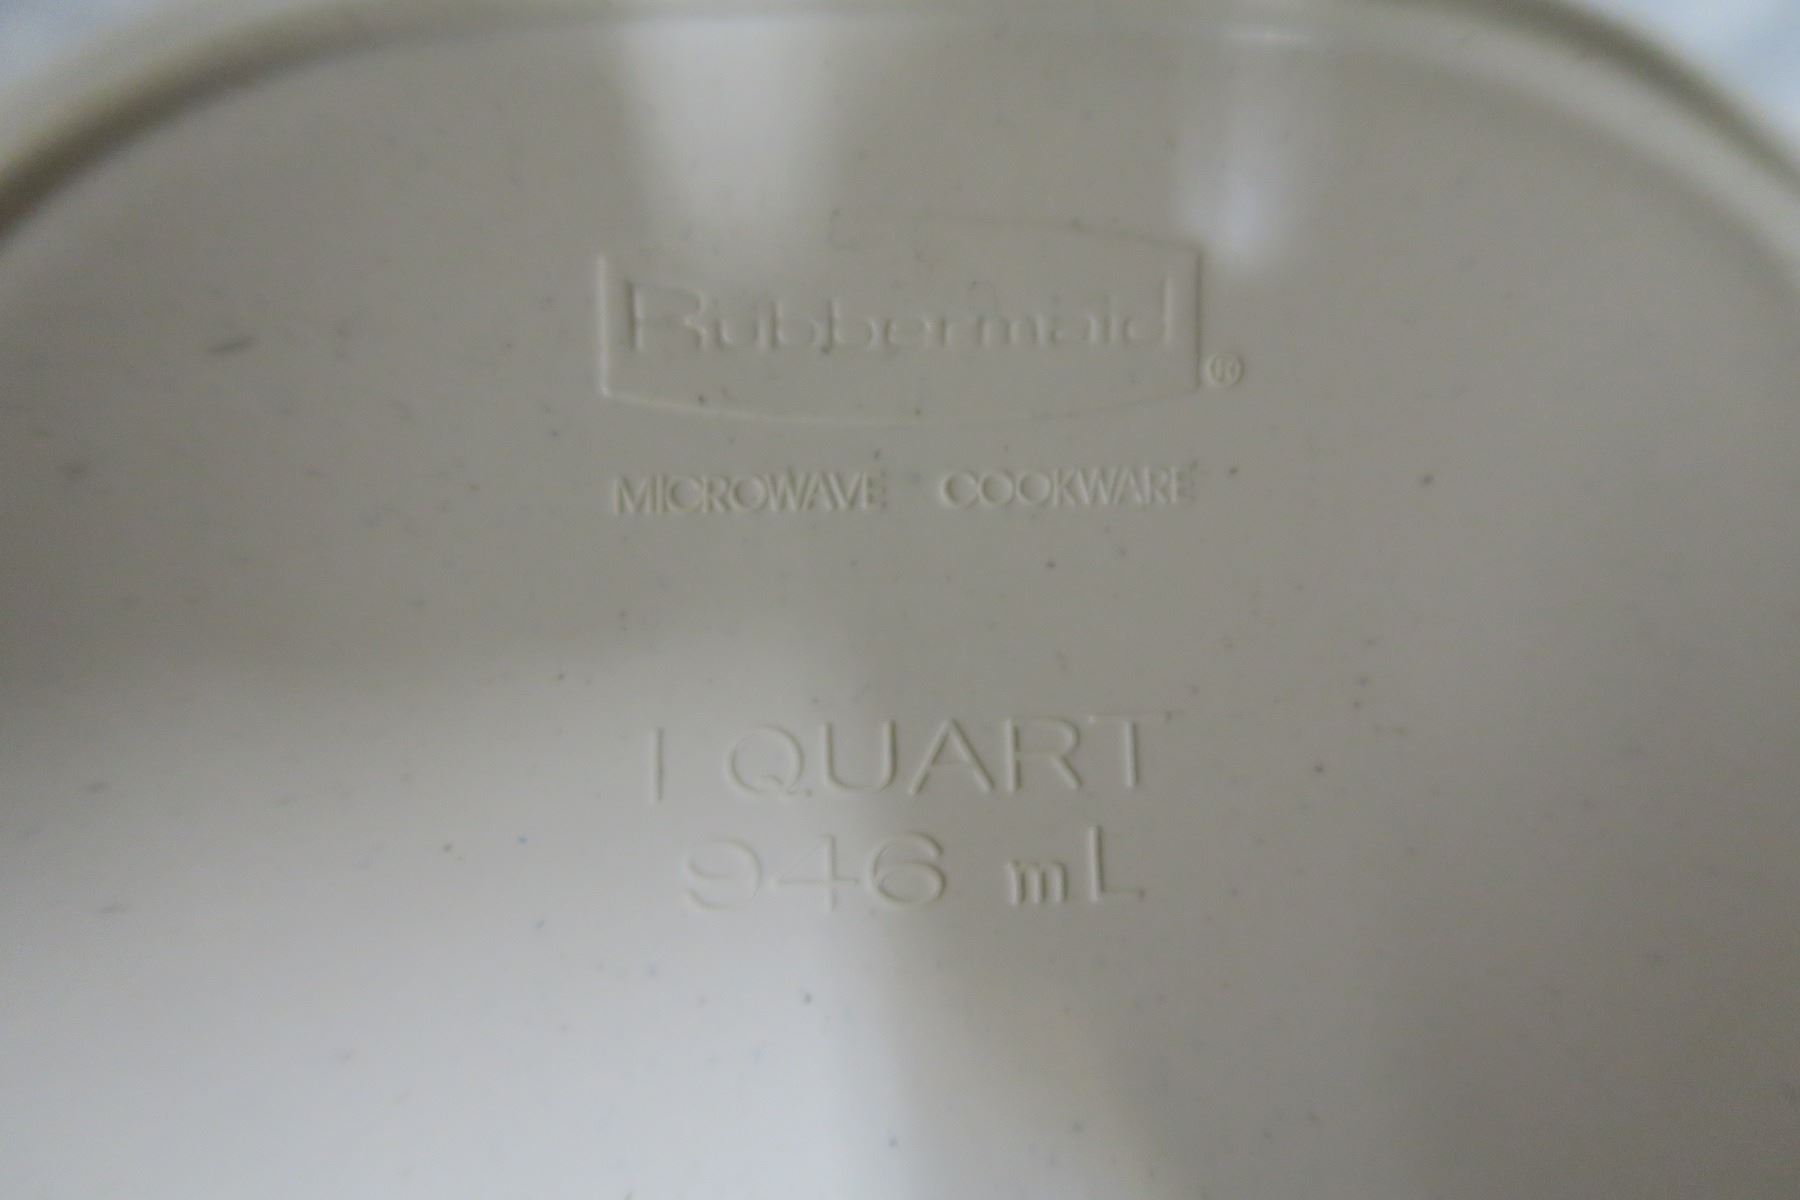 Rubbermaid®
MICROWAVE COOKWARE
1 QUART
946 mL